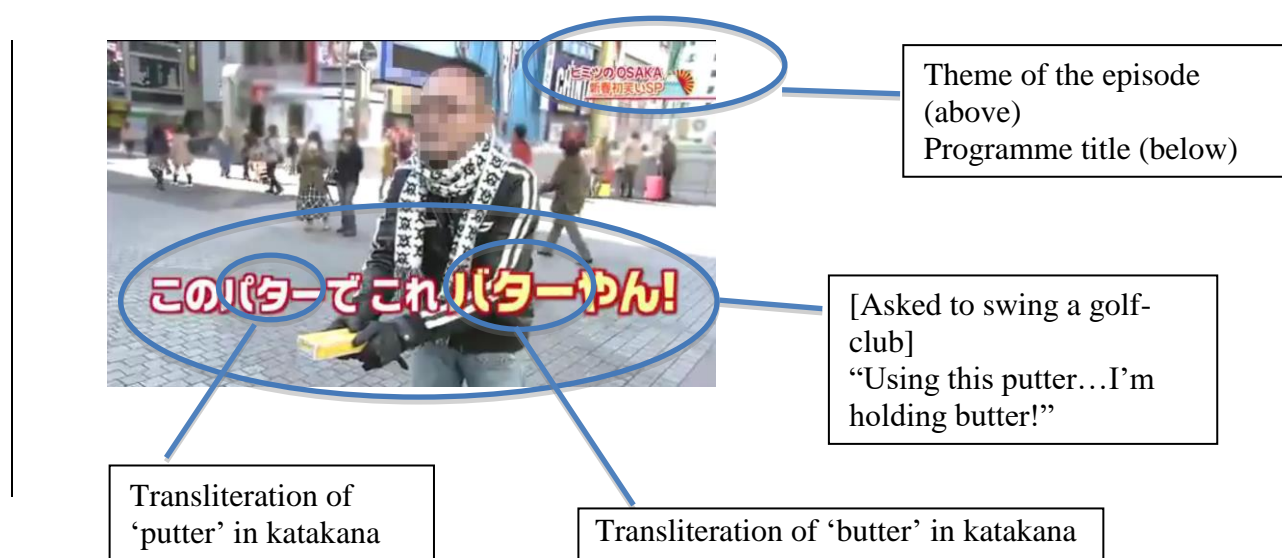 ヒミツのOSAKA
新春初笑いSP
Theme of the episode
(above)
Programme title (below)
このパターで これバターやん!
[Asked to swing a golf-
club]
“Using this putter…I’m
holding butter!”
Transliteration of
‘putter’ in katakana
Transliteration of ‘butter’ in katakana